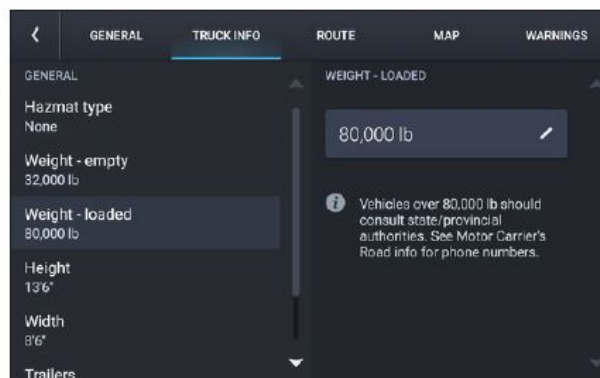 GENERAL TRUCK INFO ROUTE MAP WARNINGS
GENERAL
Hazmat type
None
Weight - empty
32,000 lb
Weight - loaded
80,000 lb
Height
13'6"
Width
8'6"
Trailers
WEIGHT - LOADED
80,000 lb
Vehicles over 80,000 lb should
consult state/provincial
authorities. See Motor Carrier's
Road info for phone numbers.